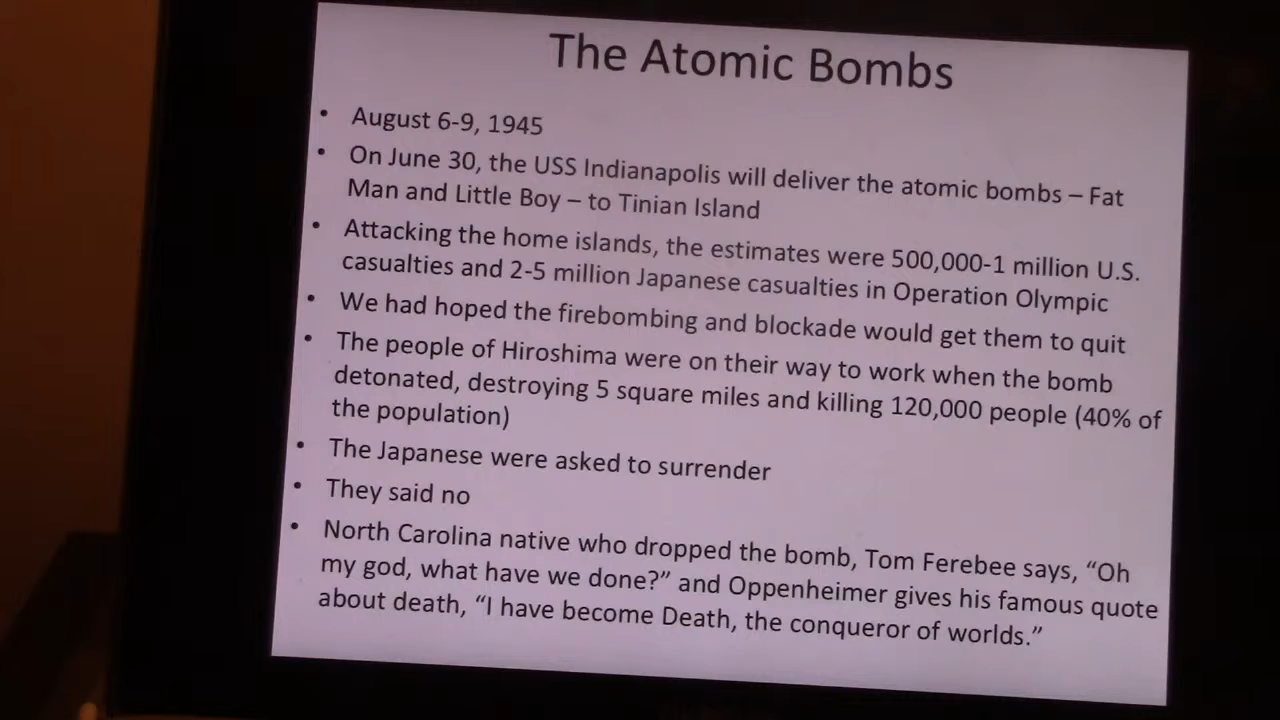 The Atomic Bombs
• August 6-9, 1945
• On June 30, the USS Indianapolis will deliver the atomic bombs – Fat
Man and Little Boy – to Tinian Island
• Attacking the home islands, the estimates were 500,000-1 million U.S.
casualties and 2-5 million Japanese casualties in Operation Olympic
• We had hoped the firebombing and blockade would get them to quit
• The people of Hiroshima were on their way to work when the bomb
detonated, destroying 5 square miles and killing 120,000 people (40% of
the population)
• The Japanese were asked to surrender
• They said no
• North Carolina native who dropped the bomb, Tom Ferebee says, “Oh
my god, what have we done?” and Oppenheimer gives his famous quote
about death, “I have become Death, the conqueror of worlds.”